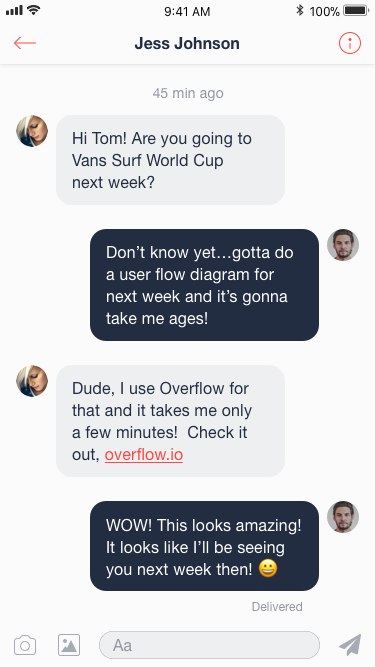 9:41 AM
100%
Jess Johnson
45 min ago
Hi Tom! Are you going to
Vans Surf World Cup
next week?
Don’t know yet…gotta do
a user flow diagram for
next week and it’s gonna
take me ages!
Dude, I use Overflow for
that and it takes me only
a few minutes!  Check it
out, overflow.io
WOW! This looks amazing!
It looks like I’ll be seeing
you next week then! 😀
Delivered
Aa